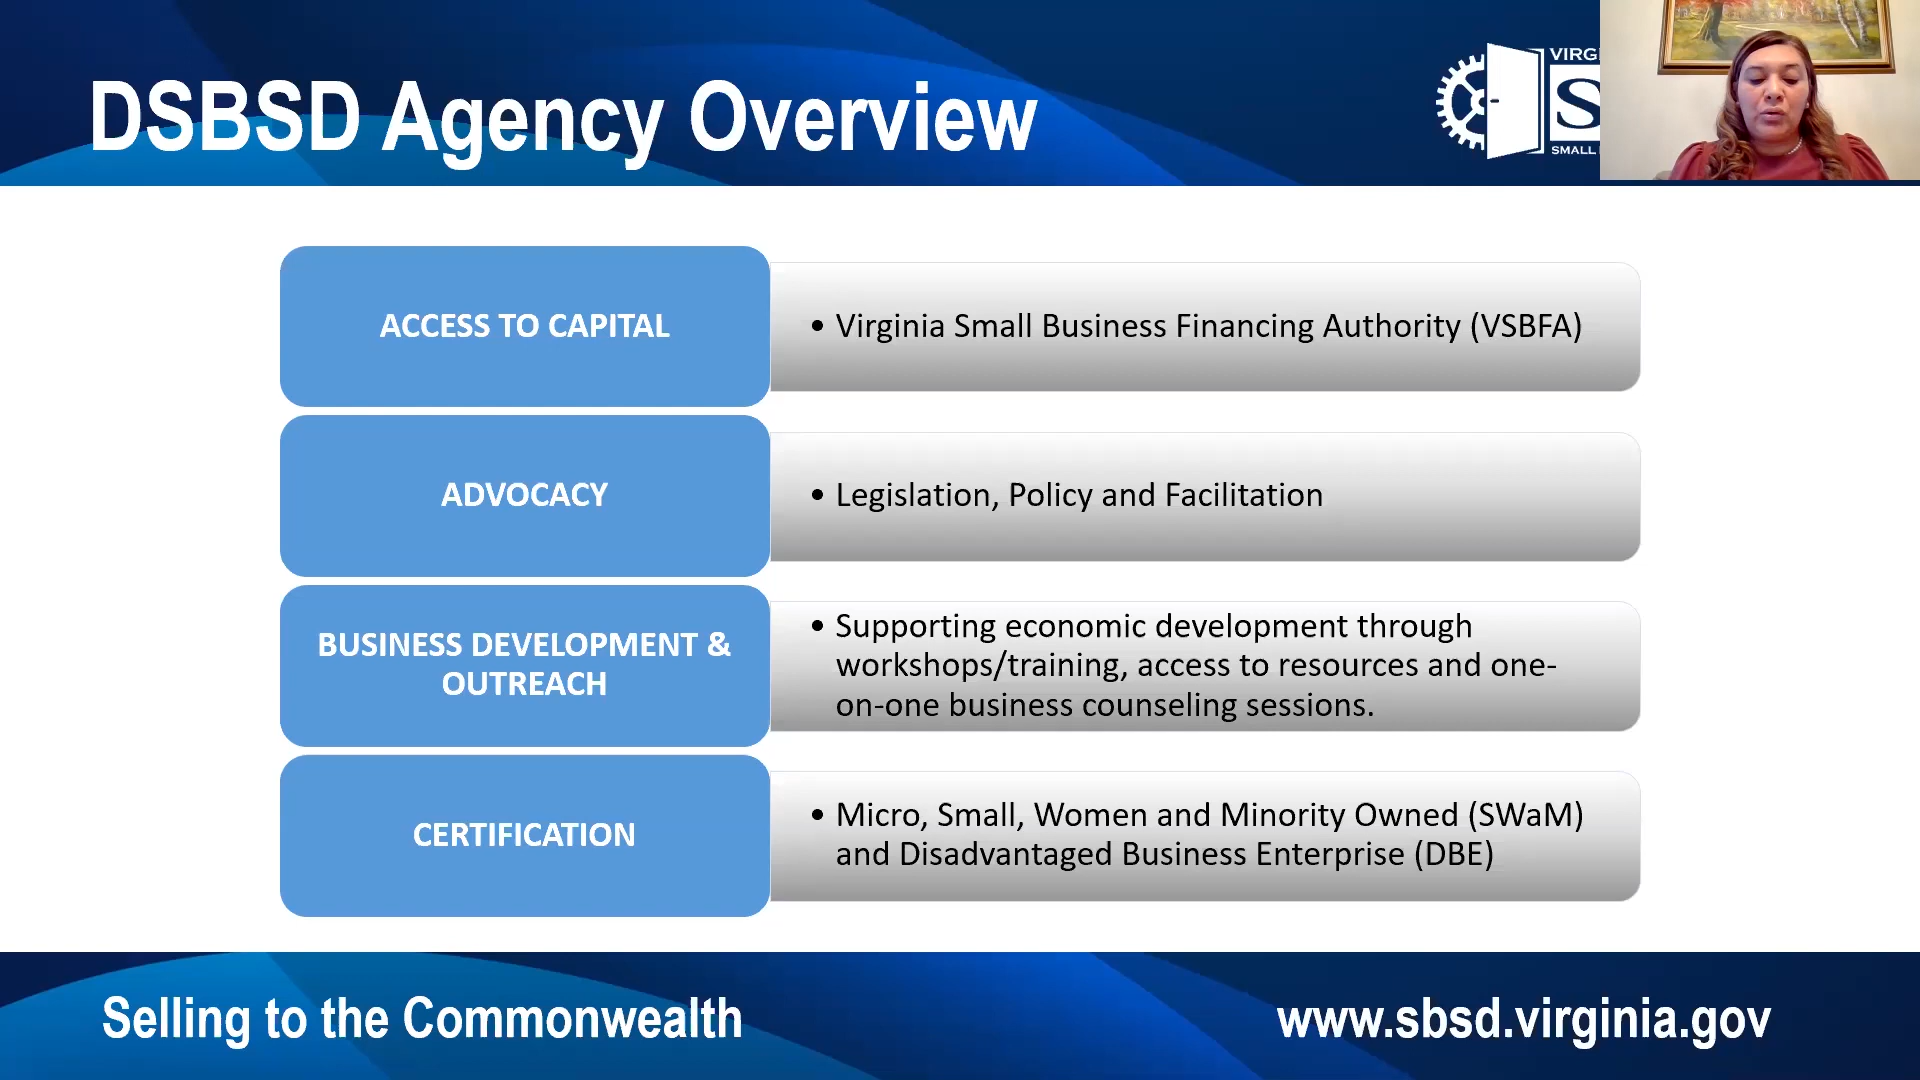 DSBSD Agency Overview
SMALL
ACCESS TO CAPITAL
• Virginia Small Business Financing Authority (VSBFA)
ADVOCACY
• Legislation, Policy and Facilitation
BUSINESS DEVELOPMENT &
OUTREACH
• Supporting economic development through
workshops/training, access to resources and one-
on-one business counseling sessions.
CERTIFICATION
• Micro, Small, Women and Minority Owned (SWaM)
and Disadvantaged Business Enterprise (DBE)
Selling to the Commonwealth
www.sbsd.virginia.gov